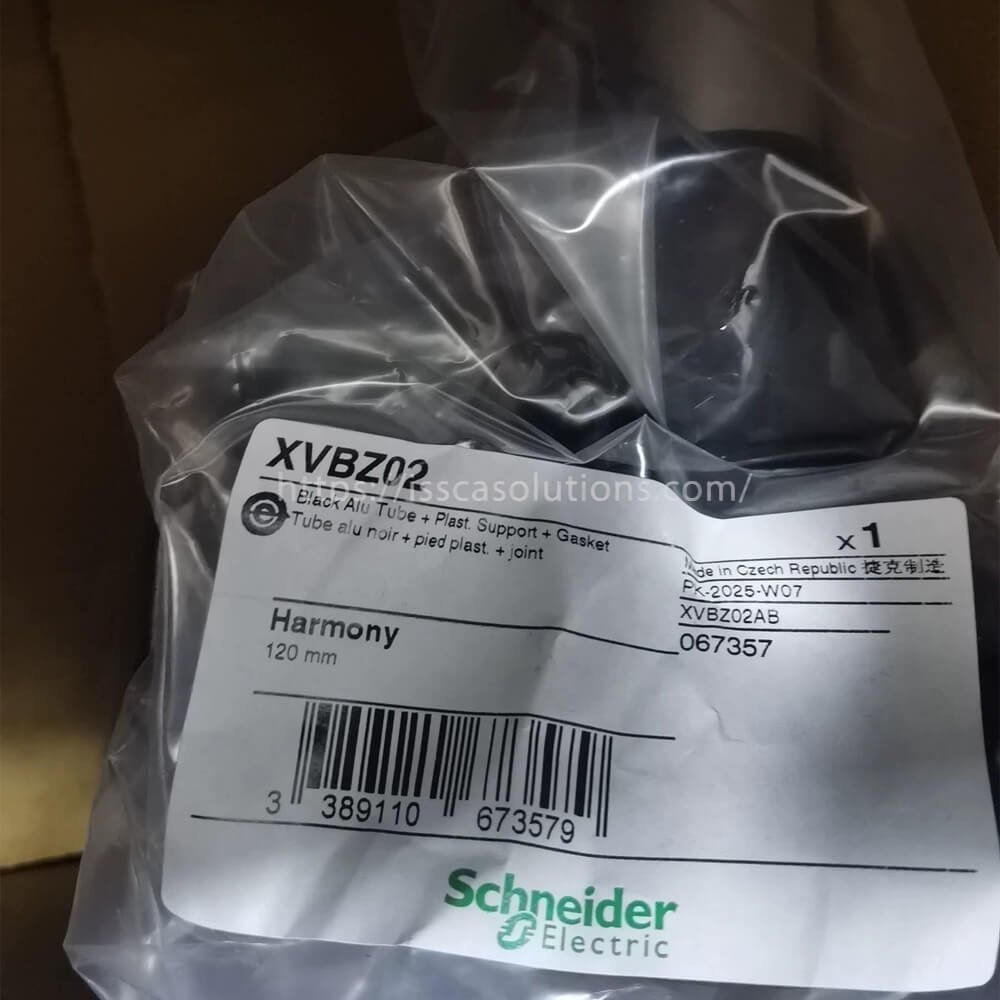 XVBZ02
https://isscasolutions.com/
Black Alu Tube + Plast. Support + Gasket
Tube alu noir + pied plast. + joint
x 1
Made in Czech Republic 捷克制造
PK-2025-W07
XVBZ02AB
067357
Harmony
120 mm
3 389110 673579
Schneider
Electric